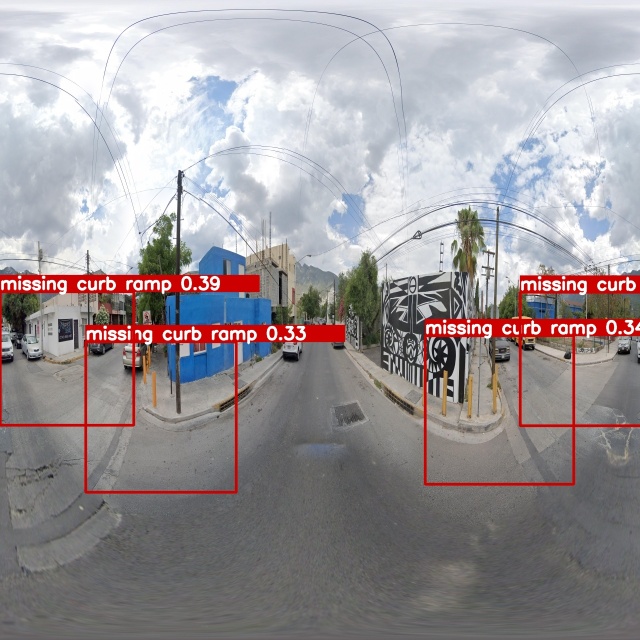 missing curb ramp 0.39
missing curb
missing curb ramp 0.33
missing curb ramp 0.34